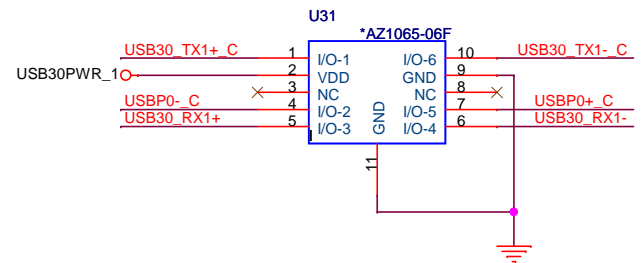 U31
*AZ1065-06F
USB30_TX1+_C 1 I/O-1 I/O-6 10 USB30_TX1-_C
USB30PWR_1 2 VDD GND 9
3 NC NC 8
USBP0-_C 4 I/O-2 I/O-5 7 USBP0+_C
USB30_RX1+ 5 I/O-3 I/O-4 6 USB30_RX1-
GND
11